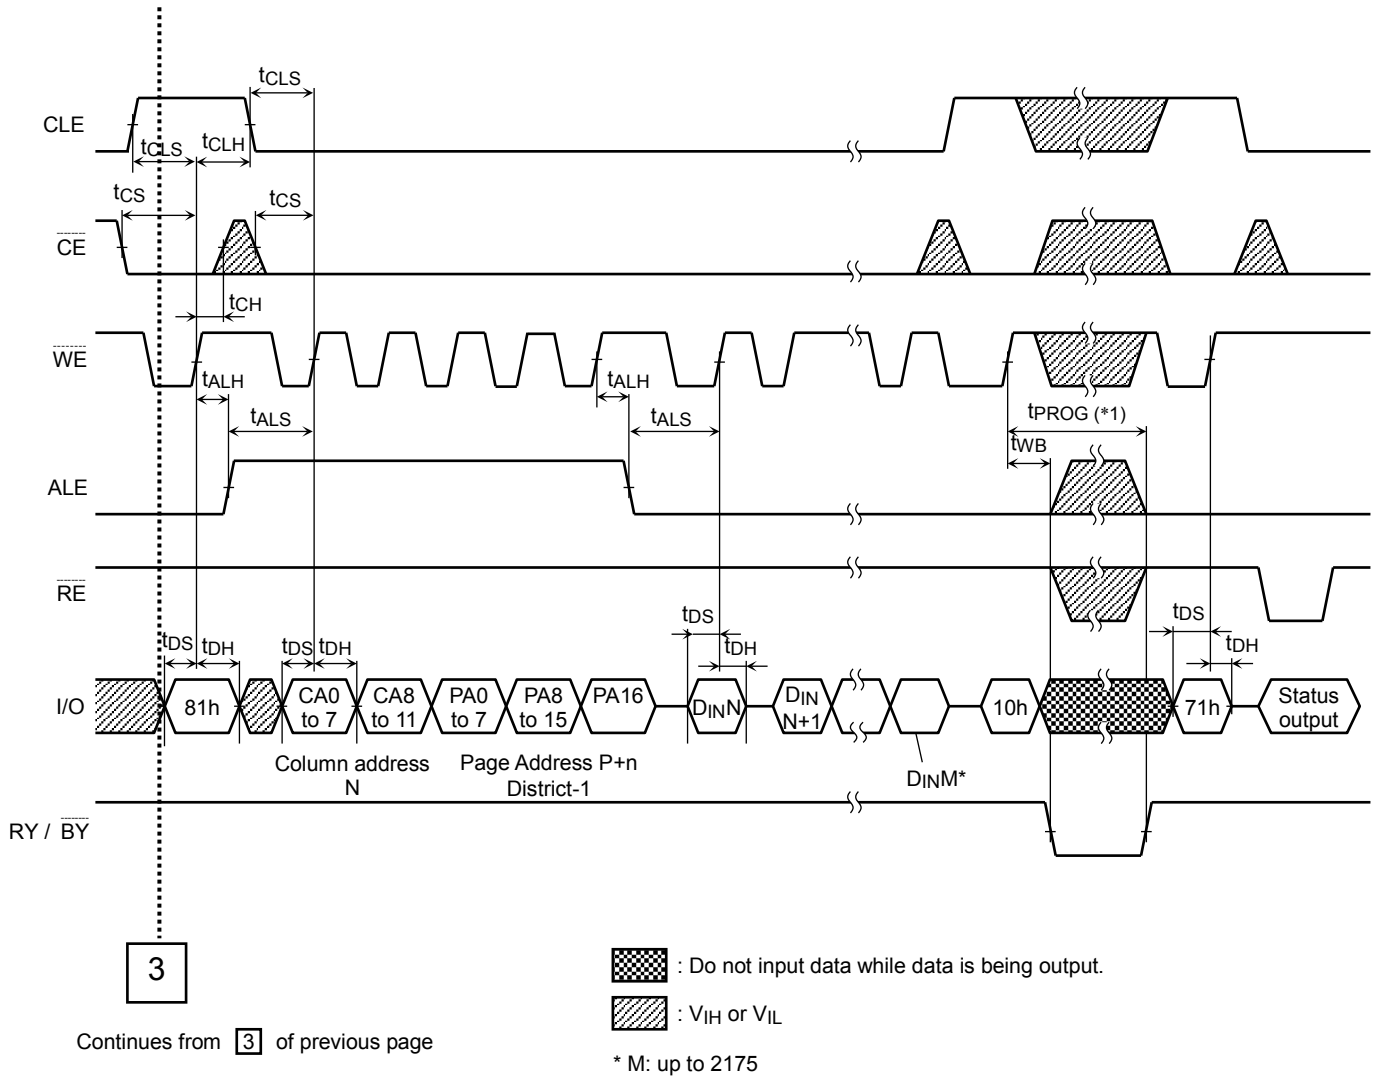 tCLS
CLE
tCLS
tCLH
tCS
tCS
CE
tCH
WE
tALH
tALH
tPROG (*1)
tALS
tALS
tWB
ALE
RE
tDS
tDS
tDH
tDS
tDH
tDS
tDH
tDH
I/O
81h
CA0 to 7
CA8 to 11
PA0 to 7
PA8 to 15
PA16
DINN
DIN N+1
10h
71h
Status output
Column address N
Page Address P+n District-1
DINM*
RY / BY
3
: Do not input data while data is being output.
: VIH or VIL
Continues from 3 of previous page
* M: up to 2175